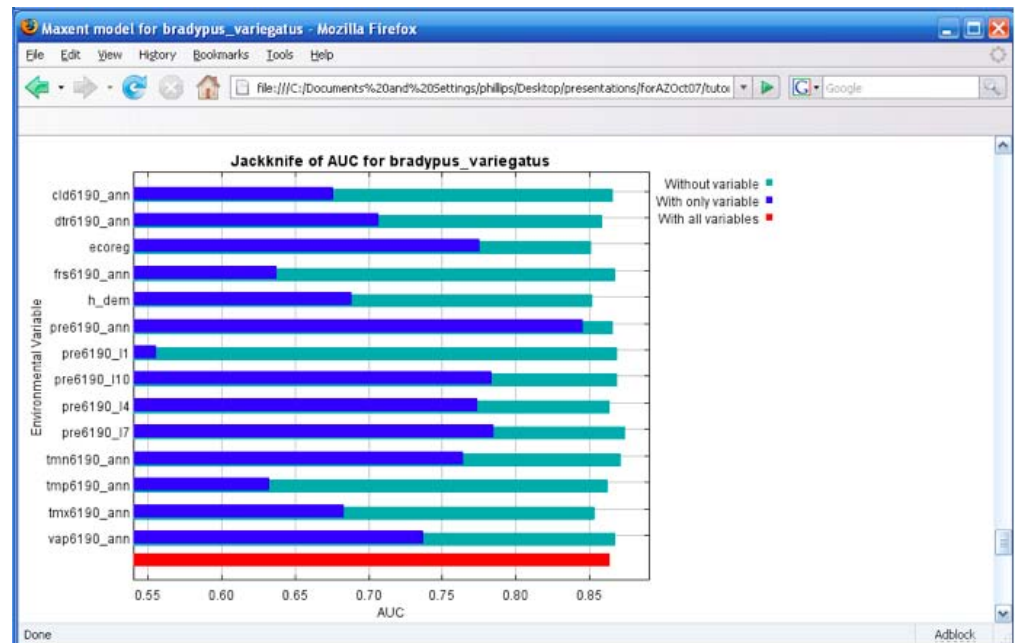 Maxent model for bradypus_variegatus - Mozilla Firefox
File Edit View History Bookmarks Tools Help
file:///C:/Documents%20and%20Settings/phillips/Desktop/presentations/forAZOct07/tutor
Google
Jackknife of AUC for bradypus_variegatus
Without variable
With only variable
With all variables
Environmental Variable
cld6190_ann
dtr6190_ann
ecoreg
frs6190_ann
h_dem
pre6190_ann
pre6190_l1
pre6190_l10
pre6190_l4
pre6190_l7
tmn6190_ann
tmp6190_ann
tmx6190_ann
vap6190_ann
0.55 0.60 0.65 0.70 0.75 0.80 0.85
AUC
Done Adblock